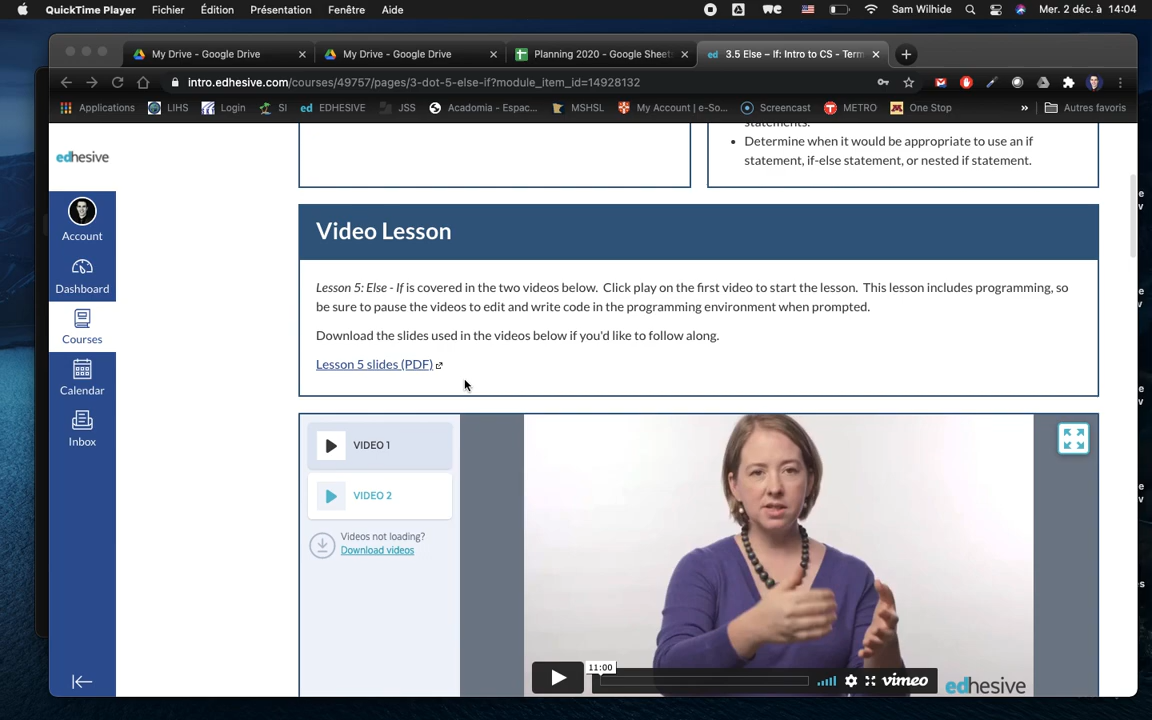 QuickTime Player Fichier Édition Présentation Fenêtre Aide Sam Wilhide Mer. 2 déc. à 14:04
My Drive - Google Drive My Drive - Google Drive Planning 2020 - Google Sheet: 3.5 Else – If: Intro to CS - Term
intro.edhesive.com/courses/49757/pages/3-dot-5-else-if?module_item_id=14928132
Applications LIHS Login SI EDHESIVE JSS Acadomia - Espac... MSHSL My Account | e-So... Screencast METRO One Stop » Autres favoris
edhesive
Account
Dashboard
Courses
Calendar
Inbox
statements.
• Determine when it would be appropriate to use an if
statement, if-else statement, or nested if statement.
Video Lesson
Lesson 5: Else - If is covered in the two videos below. Click play on the first video to start the lesson. This lesson includes programming, so
be sure to pause the videos to edit and write code in the programming environment when prompted.
Download the slides used in the videos below if you'd like to follow along.
Lesson 5 slides (PDF)
VIDEO 1
VIDEO 2
Videos not loading?
Download videos
11:00
vimeo
edhesive